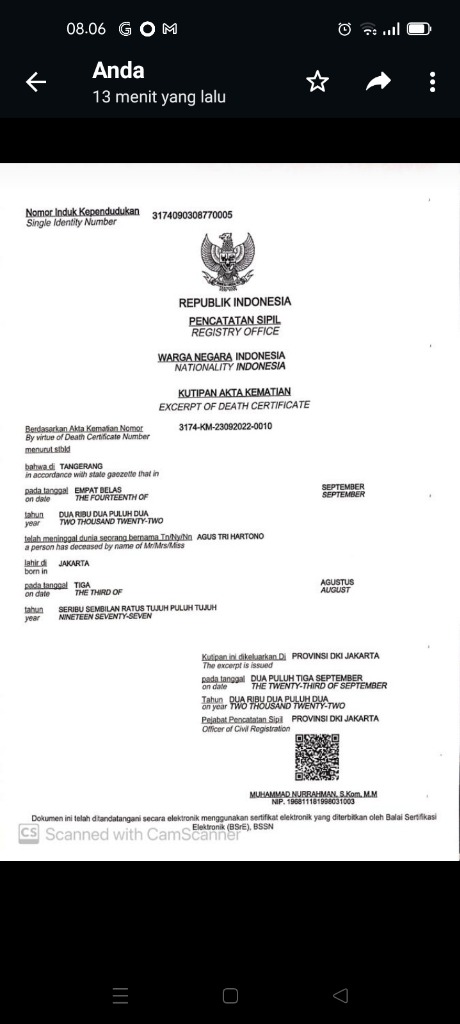 08.06 G M
Anda
13 menit yang lalu
Nomor Induk Kependudukan 3174090308770005
Single Identity Number
REPUBLIK INDONESIA
PENCATATAN SIPIL
REGISTRY OFFICE
WARGA NEGARA INDONESIA
NATIONALITY INDONESIA
KUTIPAN AKTA KEMATIAN
EXCERPT OF DEATH CERTIFICATE
Berdasarkan Akta Kematian Nomor 3174-KM-23092022-0010
By virtue of Death Certificate Number
menurut stbld
bahwa di TANGERANG
in accordance with state gaezette that in
pada tanggal EMPAT BELAS SEPTEMBER
on date THE FOURTEENTH OF SEPTEMBER
tahun DUA RIBU DUA PULUH DUA
year TWO THOUSAND TWENTY-TWO
telah meninggal dunia seorang bernama Tn/Ny/Nn AGUS TRI HARTONO
a person has deceased by name of Mr/Mrs/Miss
lahir di JAKARTA
born in
pada tanggal TIGA AGUSTUS
on date THE THIRD OF AUGUST
tahun SERIBU SEMBILAN RATUS TUJUH PULUH TUJUH
year NINETEEN SEVENTY-SEVEN
Kutipan ini dikeluarkan Di PROVINSI DKI JAKARTA
The excerpt is issued
pada tanggal DUA PULUH TIGA SEPTEMBER
on date THE TWENTY-THIRD OF SEPTEMBER
Tahun DUA RIBU DUA PULUH DUA
on year TWO THOUSAND TWENTY-TWO
Pejabat Pencatatan Sipil PROVINSI DKI JAKARTA
Officer of Civil Registration
MUHAMMAD NURRAHMAN, S.Kom, M.M
NIP. 196811181998031003
Dokumen ini telah ditandatangani secara elektronik menggunakan sertifikat elektronik yang diterbitkan oleh Balai Sertifikasi
Elektronik (BSrE), BSSN
CS Scanned with CamScanner